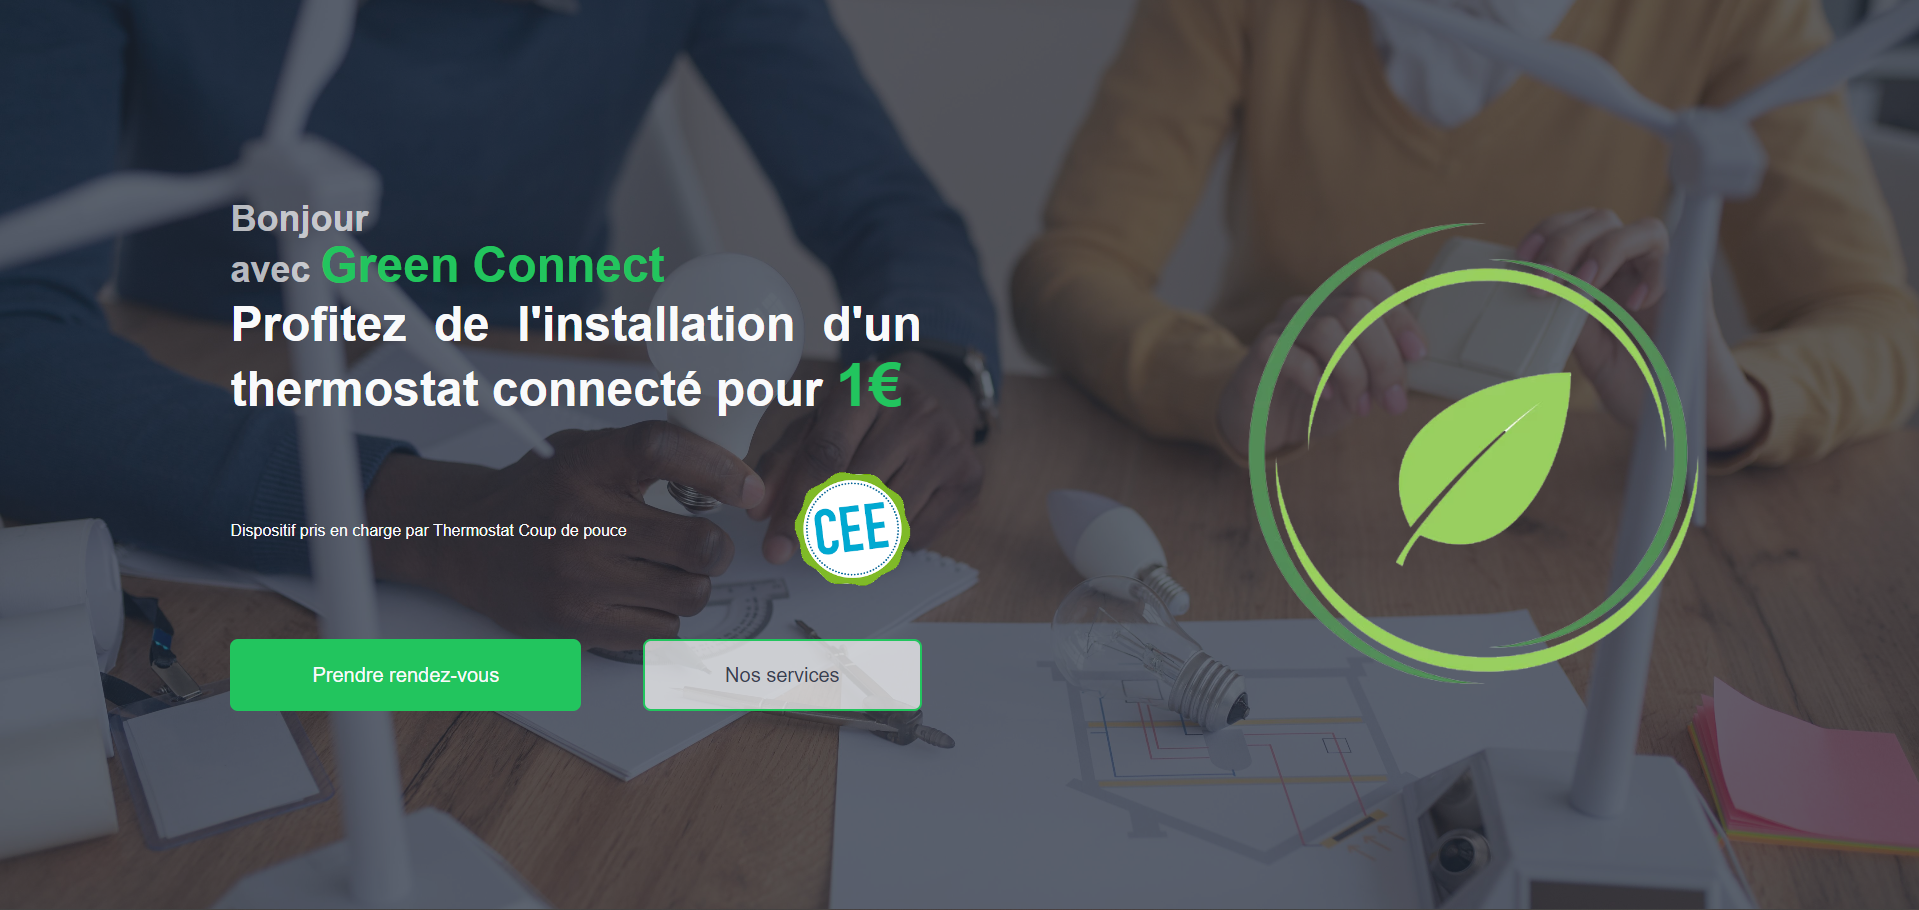 Bonjour
avec Green Connect
Profitez de l'installation d'un
thermostat connecté pour 1€
Dispositif pris en charge par Thermostat Coup de pouce
CEE
Prendre rendez-vous
Nos services